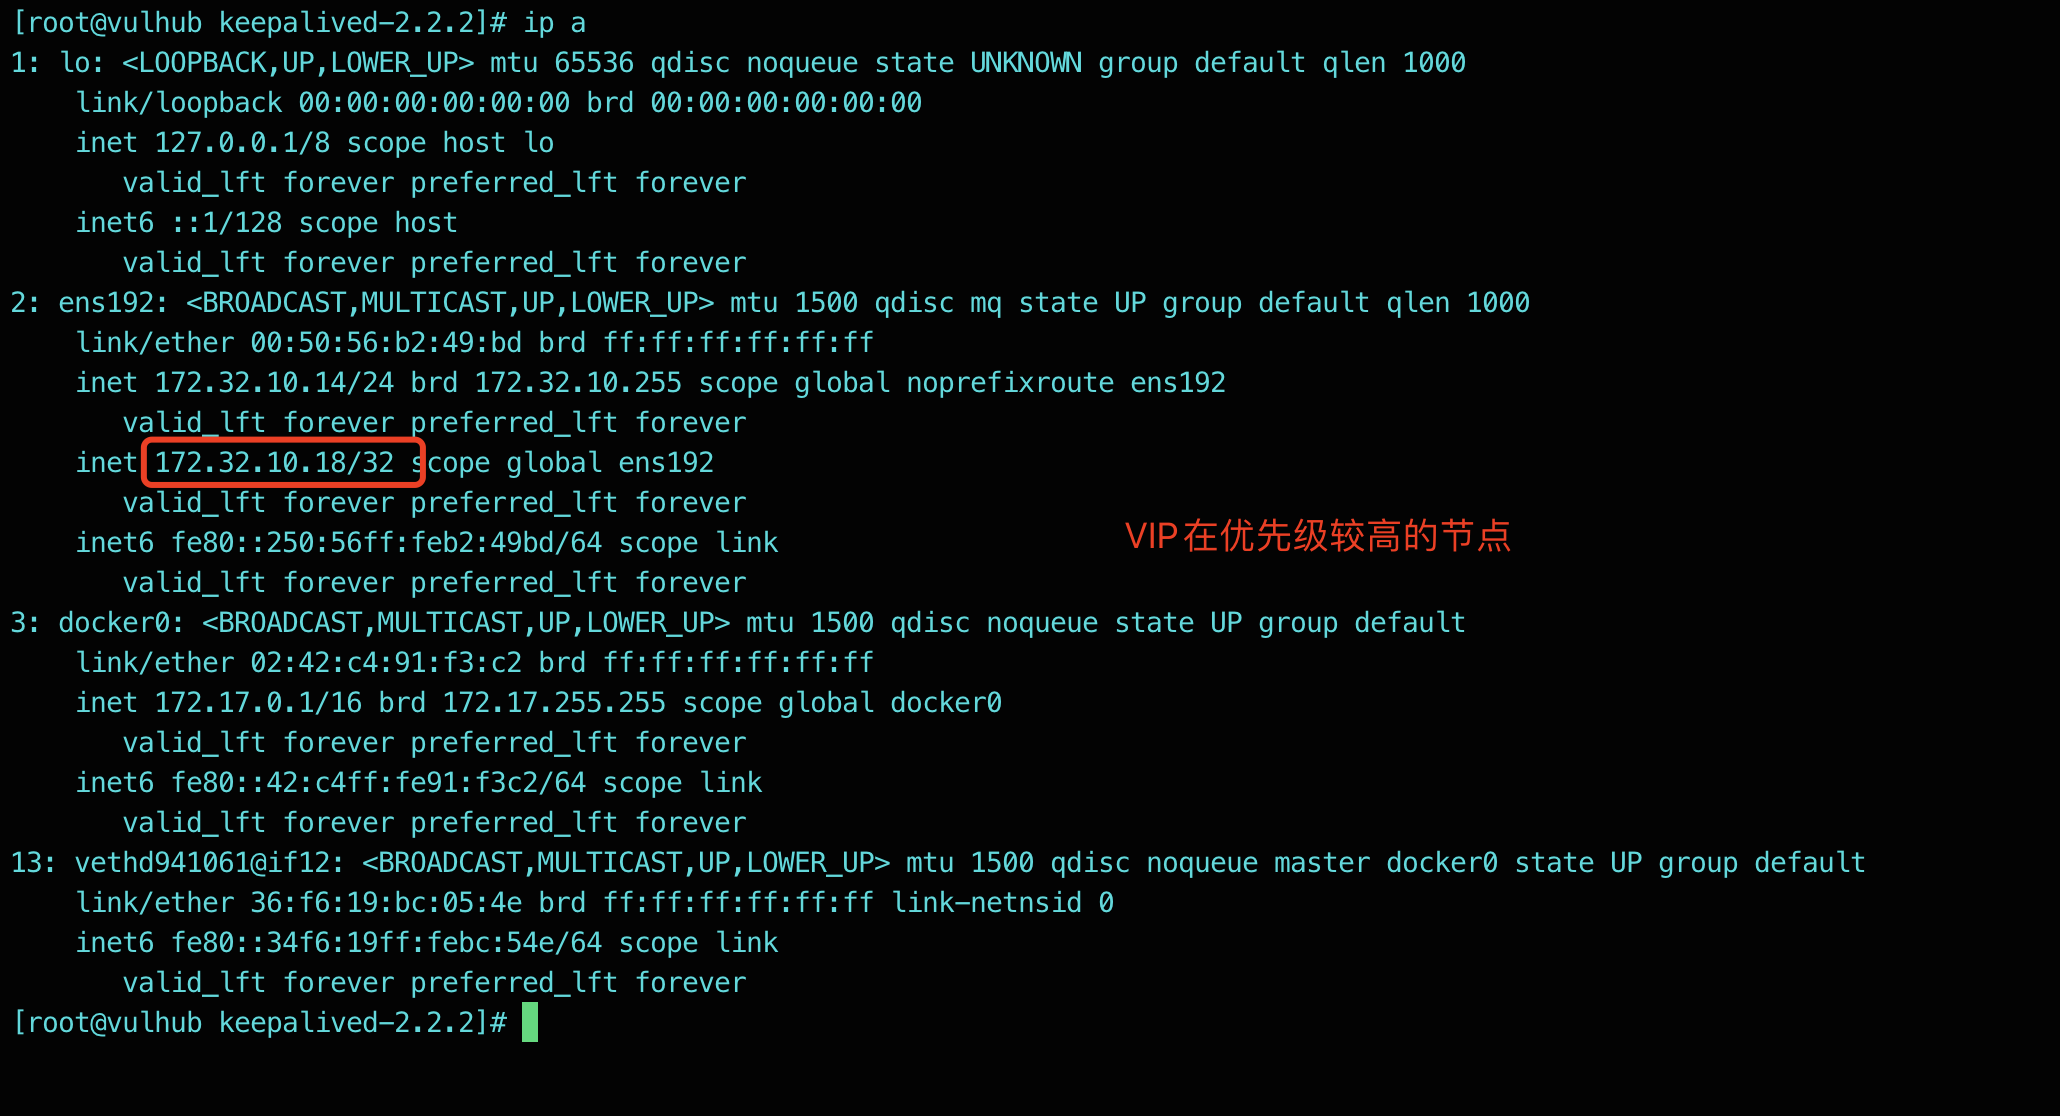 [root@vulhub keepalived-2.2.2]# ip a
1: lo: <LOOPBACK,UP,LOWER_UP> mtu 65536 qdisc noqueue state UNKNOWN group default qlen 1000
    link/loopback 00:00:00:00:00:00 brd 00:00:00:00:00:00
    inet 127.0.0.1/8 scope host lo
       valid_lft forever preferred_lft forever
    inet6 ::1/128 scope host
       valid_lft forever preferred_lft forever
2: ens192: <BROADCAST,MULTICAST,UP,LOWER_UP> mtu 1500 qdisc mq state UP group default qlen 1000
    link/ether 00:50:56:b2:49:bd brd ff:ff:ff:ff:ff:ff
    inet 172.32.10.14/24 brd 172.32.10.255 scope global noprefixroute ens192
       valid_lft forever preferred_lft forever
    inet 172.32.10.18/32 scope global ens192
       valid_lft forever preferred_lft forever
    inet6 fe80::250:56ff:feb2:49bd/64 scope link
VIP在优先级较高的节点
       valid_lft forever preferred_lft forever
3: docker0: <BROADCAST,MULTICAST,UP,LOWER_UP> mtu 1500 qdisc noqueue state UP group default
    link/ether 02:42:c4:91:f3:c2 brd ff:ff:ff:ff:ff:ff
    inet 172.17.0.1/16 brd 172.17.255.255 scope global docker0
       valid_lft forever preferred_lft forever
    inet6 fe80::42:c4ff:fe91:f3c2/64 scope link
       valid_lft forever preferred_lft forever
13: vethd941061@if12: <BROADCAST,MULTICAST,UP,LOWER_UP> mtu 1500 qdisc noqueue master docker0 state UP group default
    link/ether 36:f6:19:bc:05:4e brd ff:ff:ff:ff:ff:ff link-netnsid 0
    inet6 fe80::34f6:19ff:febc:54e/64 scope link
       valid_lft forever preferred_lft forever
[root@vulhub keepalived-2.2.2]#